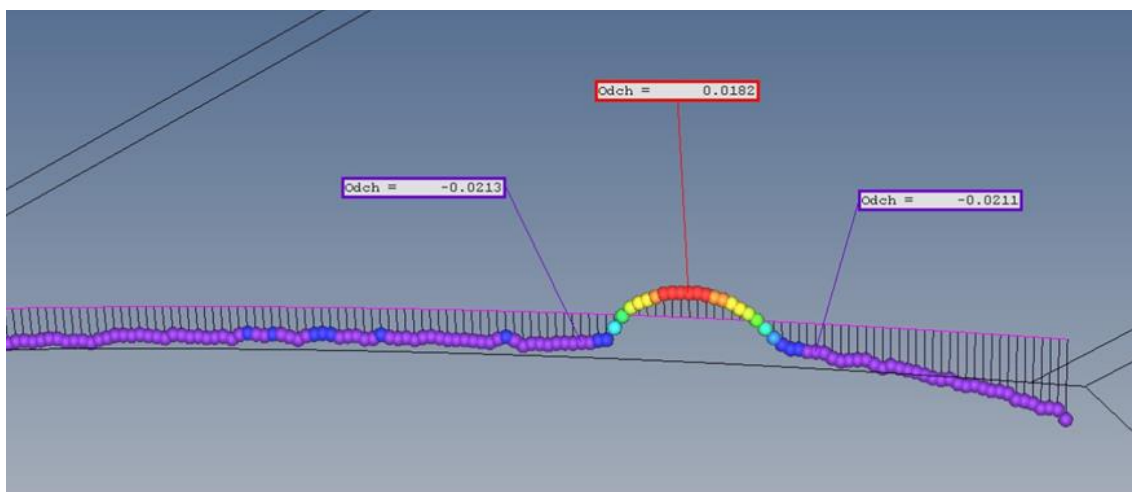 Odch = 0.0182
Odch = -0.0213
Odch = -0.0211